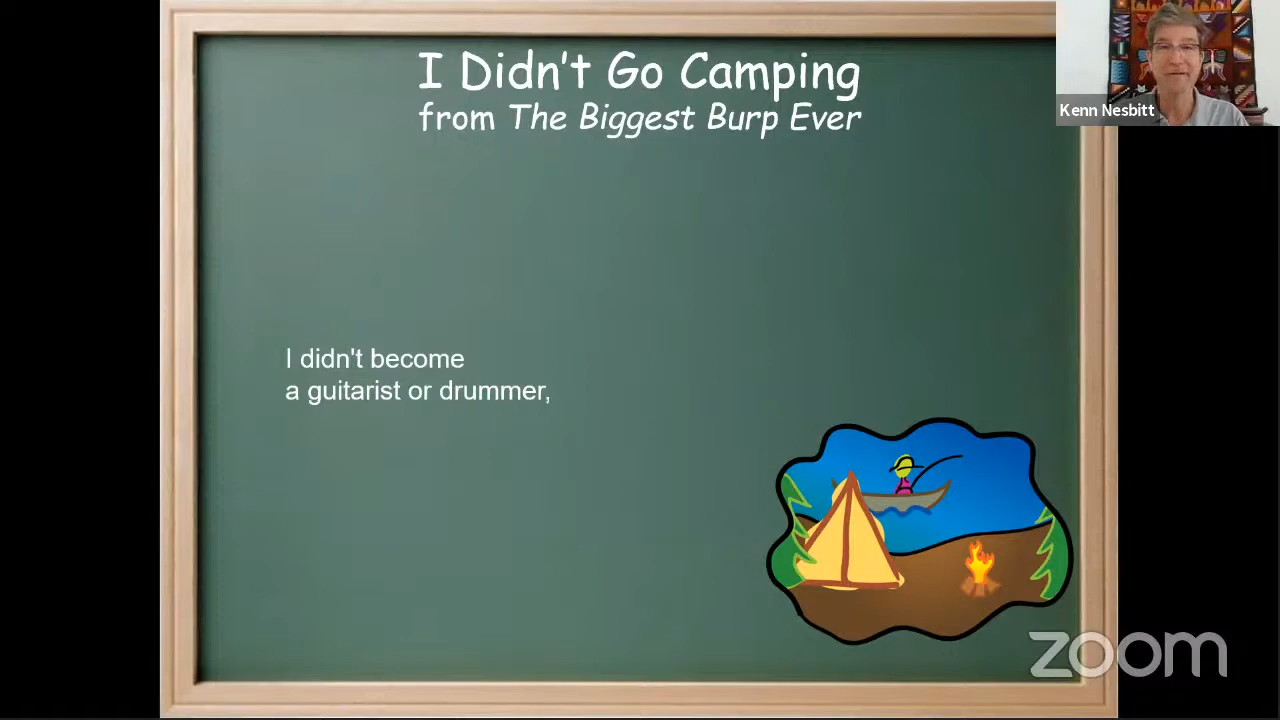 I Didn't Go Camping
from The Biggest Burp Ever
Kenn Nesbitt
I didn't become
a guitarist or drummer,
zoom